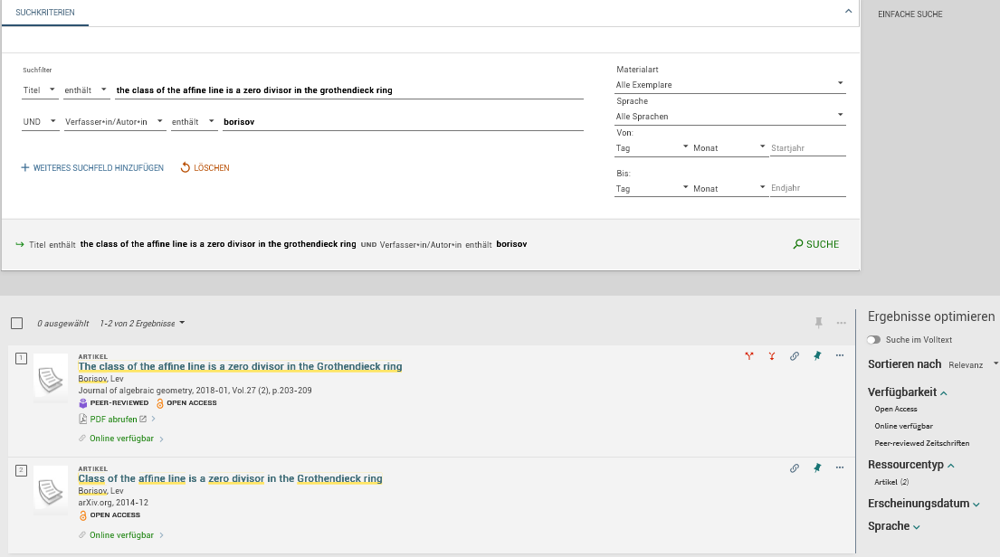 SUCHKRITERIEN
EINFACHE SUCHE
Suchfilter
Titel enthält the class of the affine line is a zero divisor in the grothendieck ring
UND Verfasser*in/Autor*in enthält borisov
WEITERES SUCHFELD HINZUFÜGEN LÖSCHEN
Materialart
Alle Exemplare
Sprache
Alle Sprachen
Von:
Tag Monat Startjahr
Bis:
Tag Monat Endjahr
Titel enthält the class of the affine line is a zero divisor in the grothendieck ring UND Verfasser*in/Autor*in enthält borisov
SUCHE
0 ausgewählt 1-2 von 2 Ergebnisse
1
ARTIKEL
The class of the affine line is a zero divisor in the Grothendieck ring
Borisov, Lev
Journal of algebraic geometry, 2018-01, Vol.27 (2), p.203-209
PEER-REVIEWED OPEN ACCESS
PDF abrufen
Online verfügbar
2
ARTIKEL
Class of the affine line is a zero divisor in the Grothendieck ring
Borisov, Lev
arXiv.org, 2014-12
OPEN ACCESS
Online verfügbar
Ergebnisse optimieren
Suche im Volltext
Sortieren nach Relevanz
Verfügbarkeit
Open Access
Online verfügbar
Peer-reviewed Zeitschriften
Ressourcentyp
Artikel (2)
Erscheinungsdatum
Sprache